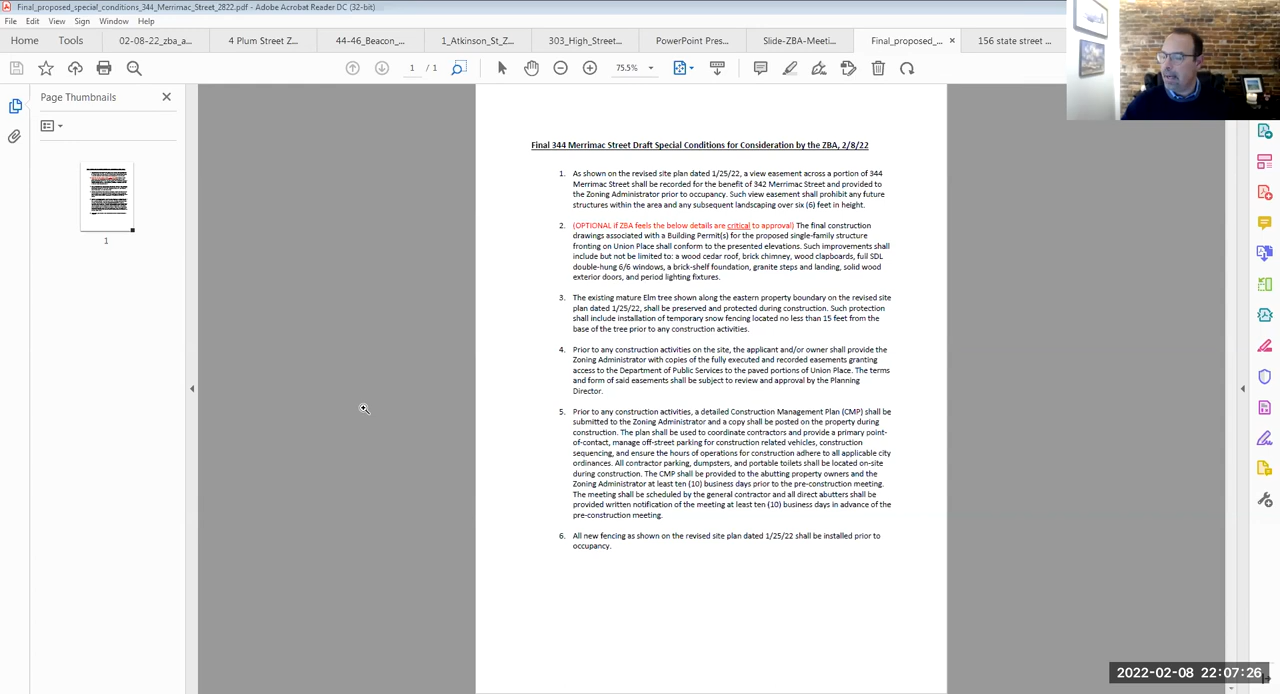 Final_proposed_special_conditions_344_Merrimac_Street_2822.pdf - Adobe Acrobat Reader DC (32-bit)
File Edit View Sign Window Help
Home Tools 02-08-22_zba_a... 4 Plum Street Z... 44-46_Beacon_... 1_Atkinson_St_Z... 303_High_Street... PowerPoint Pres... Slide-ZBA-Meeti... Final_proposed_... × 156 state street ...
1 / 1 75.5%
Page Thumbnails
1
Final 344 Merrimac Street Draft Special Conditions for Consideration by the ZBA, 2/8/22
1. As shown on the revised site plan dated 1/25/22, a view easement across a portion of 344
Merrimac Street shall be recorded for the benefit of 342 Merrimac Street and provided to
the Zoning Administrator prior to occupancy. Such view easement shall prohibit any future
structures within the area and any subsequent landscaping over six (6) feet in height.
2. (OPTIONAL if ZBA feels the below details are critical to approval) The final construction
drawings associated with a Building Permit(s) for the proposed single-family structure
fronting on Union Place shall conform to the presented elevations. Such improvements shall
include but not be limited to: a wood cedar roof, brick chimney, wood clapboards, full SDL
double-hung 6/6 windows, a brick-shelf foundation, granite steps and landing, solid wood
exterior doors, and period lighting fixtures.
3. The existing mature Elm tree shown along the eastern property boundary on the revised site
plan dated 1/25/22, shall be preserved and protected during construction. Such protection
shall include installation of temporary snow fencing located no less than 15 feet from the
base of the tree prior to any construction activities.
4. Prior to any construction activities on the site, the applicant and/or owner shall provide the
Zoning Administrator with copies of the fully executed and recorded easements granting
access to the Department of Public Services to the paved portions of Union Place. The terms
and form of said easements shall be subject to review and approval by the Planning
Director.
5. Prior to any construction activities, a detailed Construction Management Plan (CMP) shall be
submitted to the Zoning Administrator and a copy shall be posted on the property during
construction. The plan shall be used to coordinate contractors and provide a primary point-
of-contact, manage off-street parking for construction related vehicles, construction
sequencing, and ensure the hours of operations for construction adhere to all applicable city
ordinances. All contractor parking, dumpsters, and portable toilets shall be located on-site
during construction. The CMP shall be provided to the abutting property owners and the
Zoning Administrator at least ten (10) business days prior to the pre-construction meeting.
The meeting shall be scheduled by the general contractor and all direct abutters shall be
provided written notification of the meeting at least ten (10) business days in advance of the
pre-construction meeting.
6. All new fencing as shown on the revised site plan dated 1/25/22 shall be installed prior to
occupancy.
2022-02-08 22:07:26